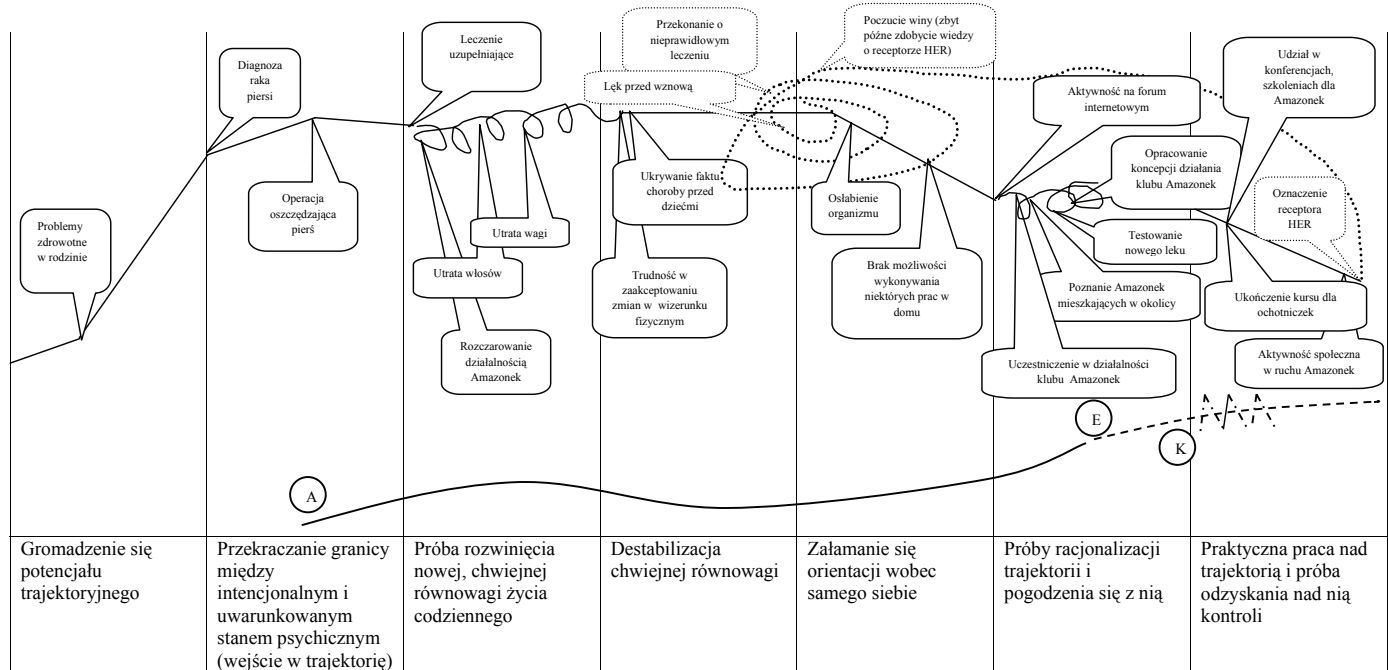 Problemy
zdrowotne
w rodzinie
Diagnoza
raka
piersi
Operacja
oszczędzająca
pierś
Leczenie
uzupełniające
Utrata wagi
Utrata włosów
Rozczarowanie
działalnością
Amazonek
Przekonanie o
nieprawidłowym
leczeniu
Lęk przed wznową
Ukrywanie faktu
choroby przed
dziećmi
Trudność w
zaakceptowaniu
zmian w wizerunku
fizycznym
Poczucie winy (zbyt
późne zdobycie wiedzy
o receptorze HER)
Osłabienie
organizmu
Brak możliwości
wykonywania
niektórych prac w
domu
Aktywność na forum
internetowym
Opracowanie
koncepcji działania
klubu Amazonek
Testowanie
nowego leku
Poznanie Amazonek
mieszkających w okolicy
Uczestniczenie w działalności
klubu Amazonek
Udział w
konferencjach,
szkoleniach dla
Amazonek
Oznaczenie
receptora
HER
Ukończenie kursu dla
ochotniczek
Aktywność społeczna
w ruchu Amazonek
A
E
K
Gromadzenie się
potencjału
trajektoryjnego
Przekraczanie granicy
między
intencjonalnym i
uwarunkowanym
stanem psychicznym
(wejście w trajektorię)
Próba rozwinięcia
nowej, chwiejnej
równowagi życia
codziennego
Destabilizacja
chwiejnej równowagi
Załamanie się
orientacji wobec
samego siebie
Próby racjonalizacji
trajektorii i
pogodzenia się z nią
Praktyczna praca nad
trajektorią i próba
odzyskania nad nią
kontroli